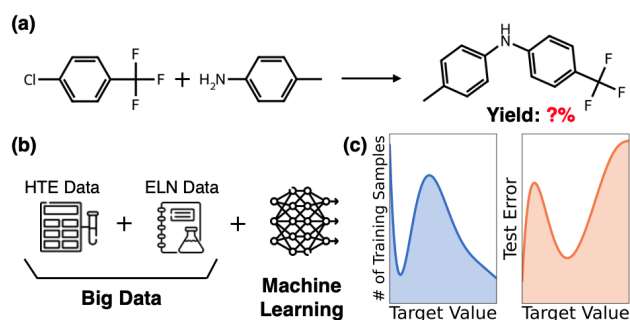 (a)
Cl
F
F
F
+
H₂N
H
N
F
F
F
Yield: ?%
(b)
HTE Data
+
ELN Data
+
Big Data
Machine
Learning
(c)
# of Training Samples
Target Value
Test Error
Target Value